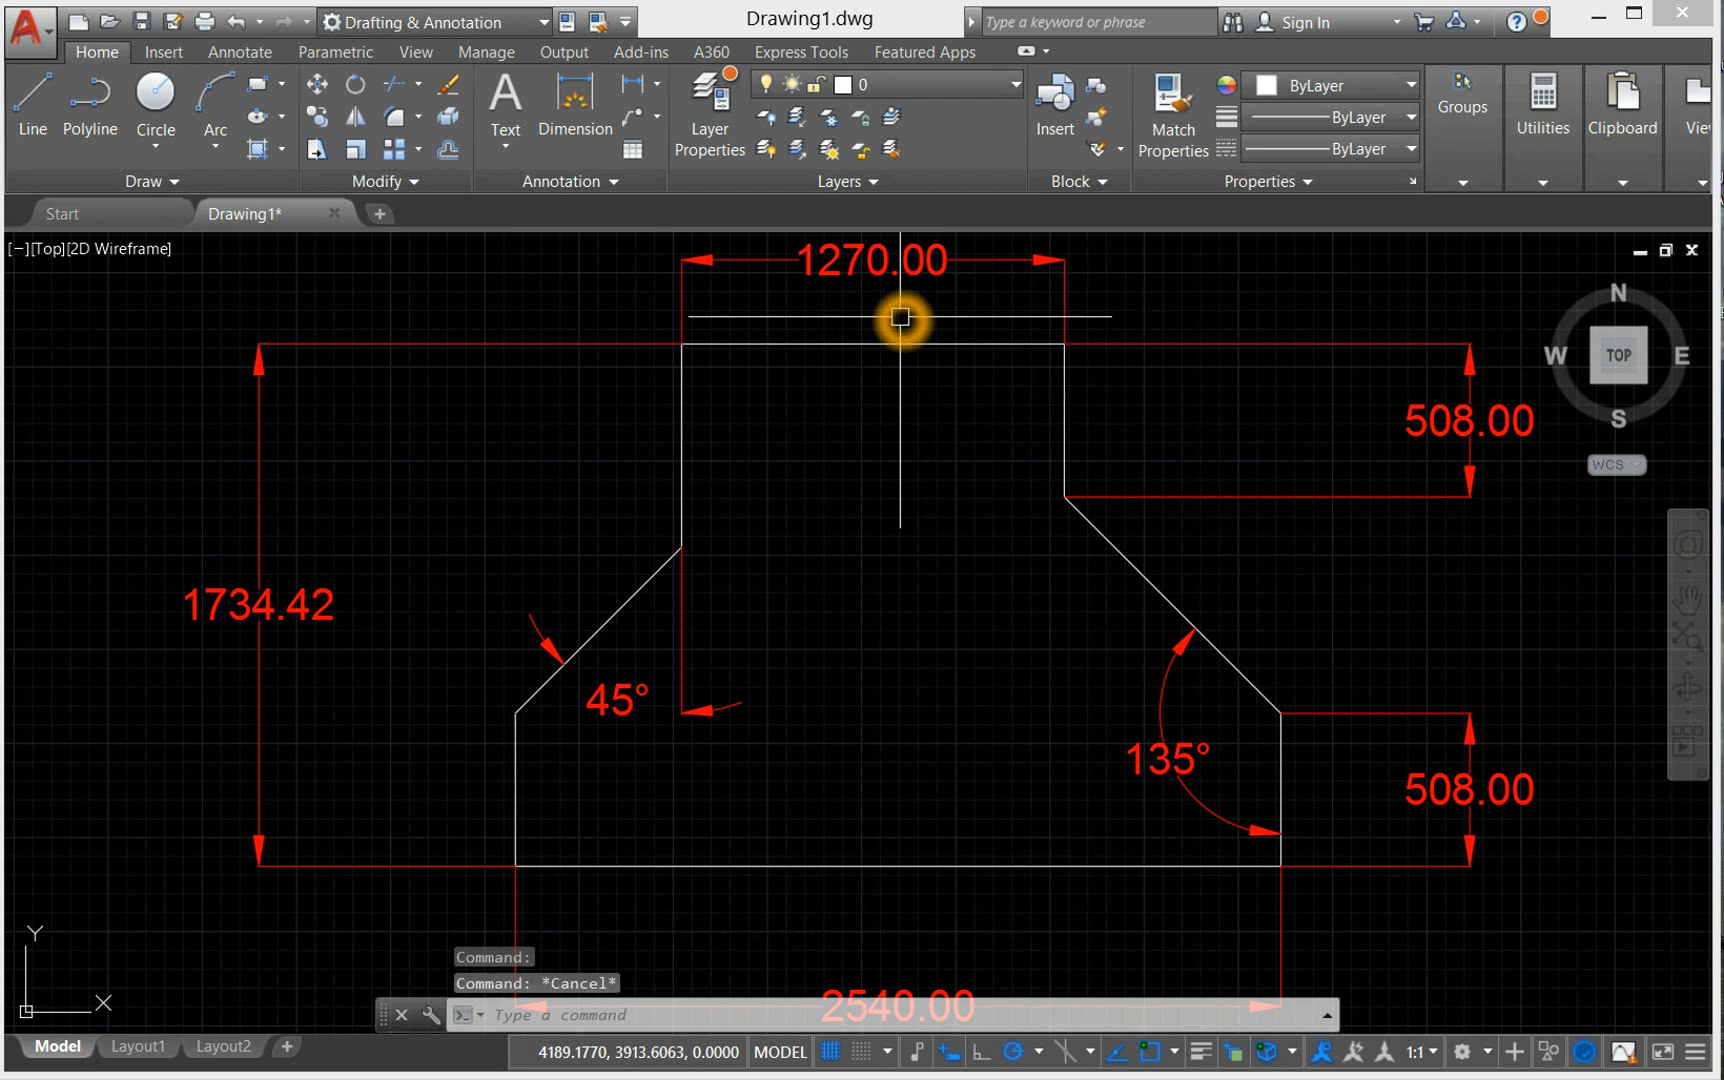 Drafting & Annotation
Drawing1.dwg
Type a keyword or phrase
Sign In
Home Insert Annotate Parametric View Manage Output Add-ins A360 Express Tools Featured Apps
Line Polyline Circle Arc
Text Dimension
Layer Properties
0
Insert
Match Properties
ByLayer
ByLayer
ByLayer
Groups
Utilities
Clipboard
Draw Modify Annotation Layers Block Properties
Start Drawing1*
[−][Top][2D Wireframe]
1270.00
N
W TOP E
S
WCS
508.00
1734.42
45°
135°
508.00
Y
X
Command:
Command: *Cancel*
2540.00
Type a command
Model Layout1 Layout2
4189.1770, 3913.6063, 0.0000 MODEL
1:1